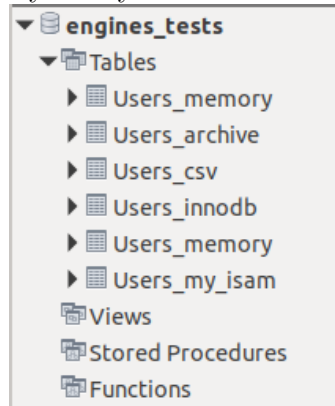 engines_tests
Tables
Users_memory
Users_archive
Users_csv
Users_innodb
Users_memory
Users_my_isam
Views
Stored Procedures
Functions